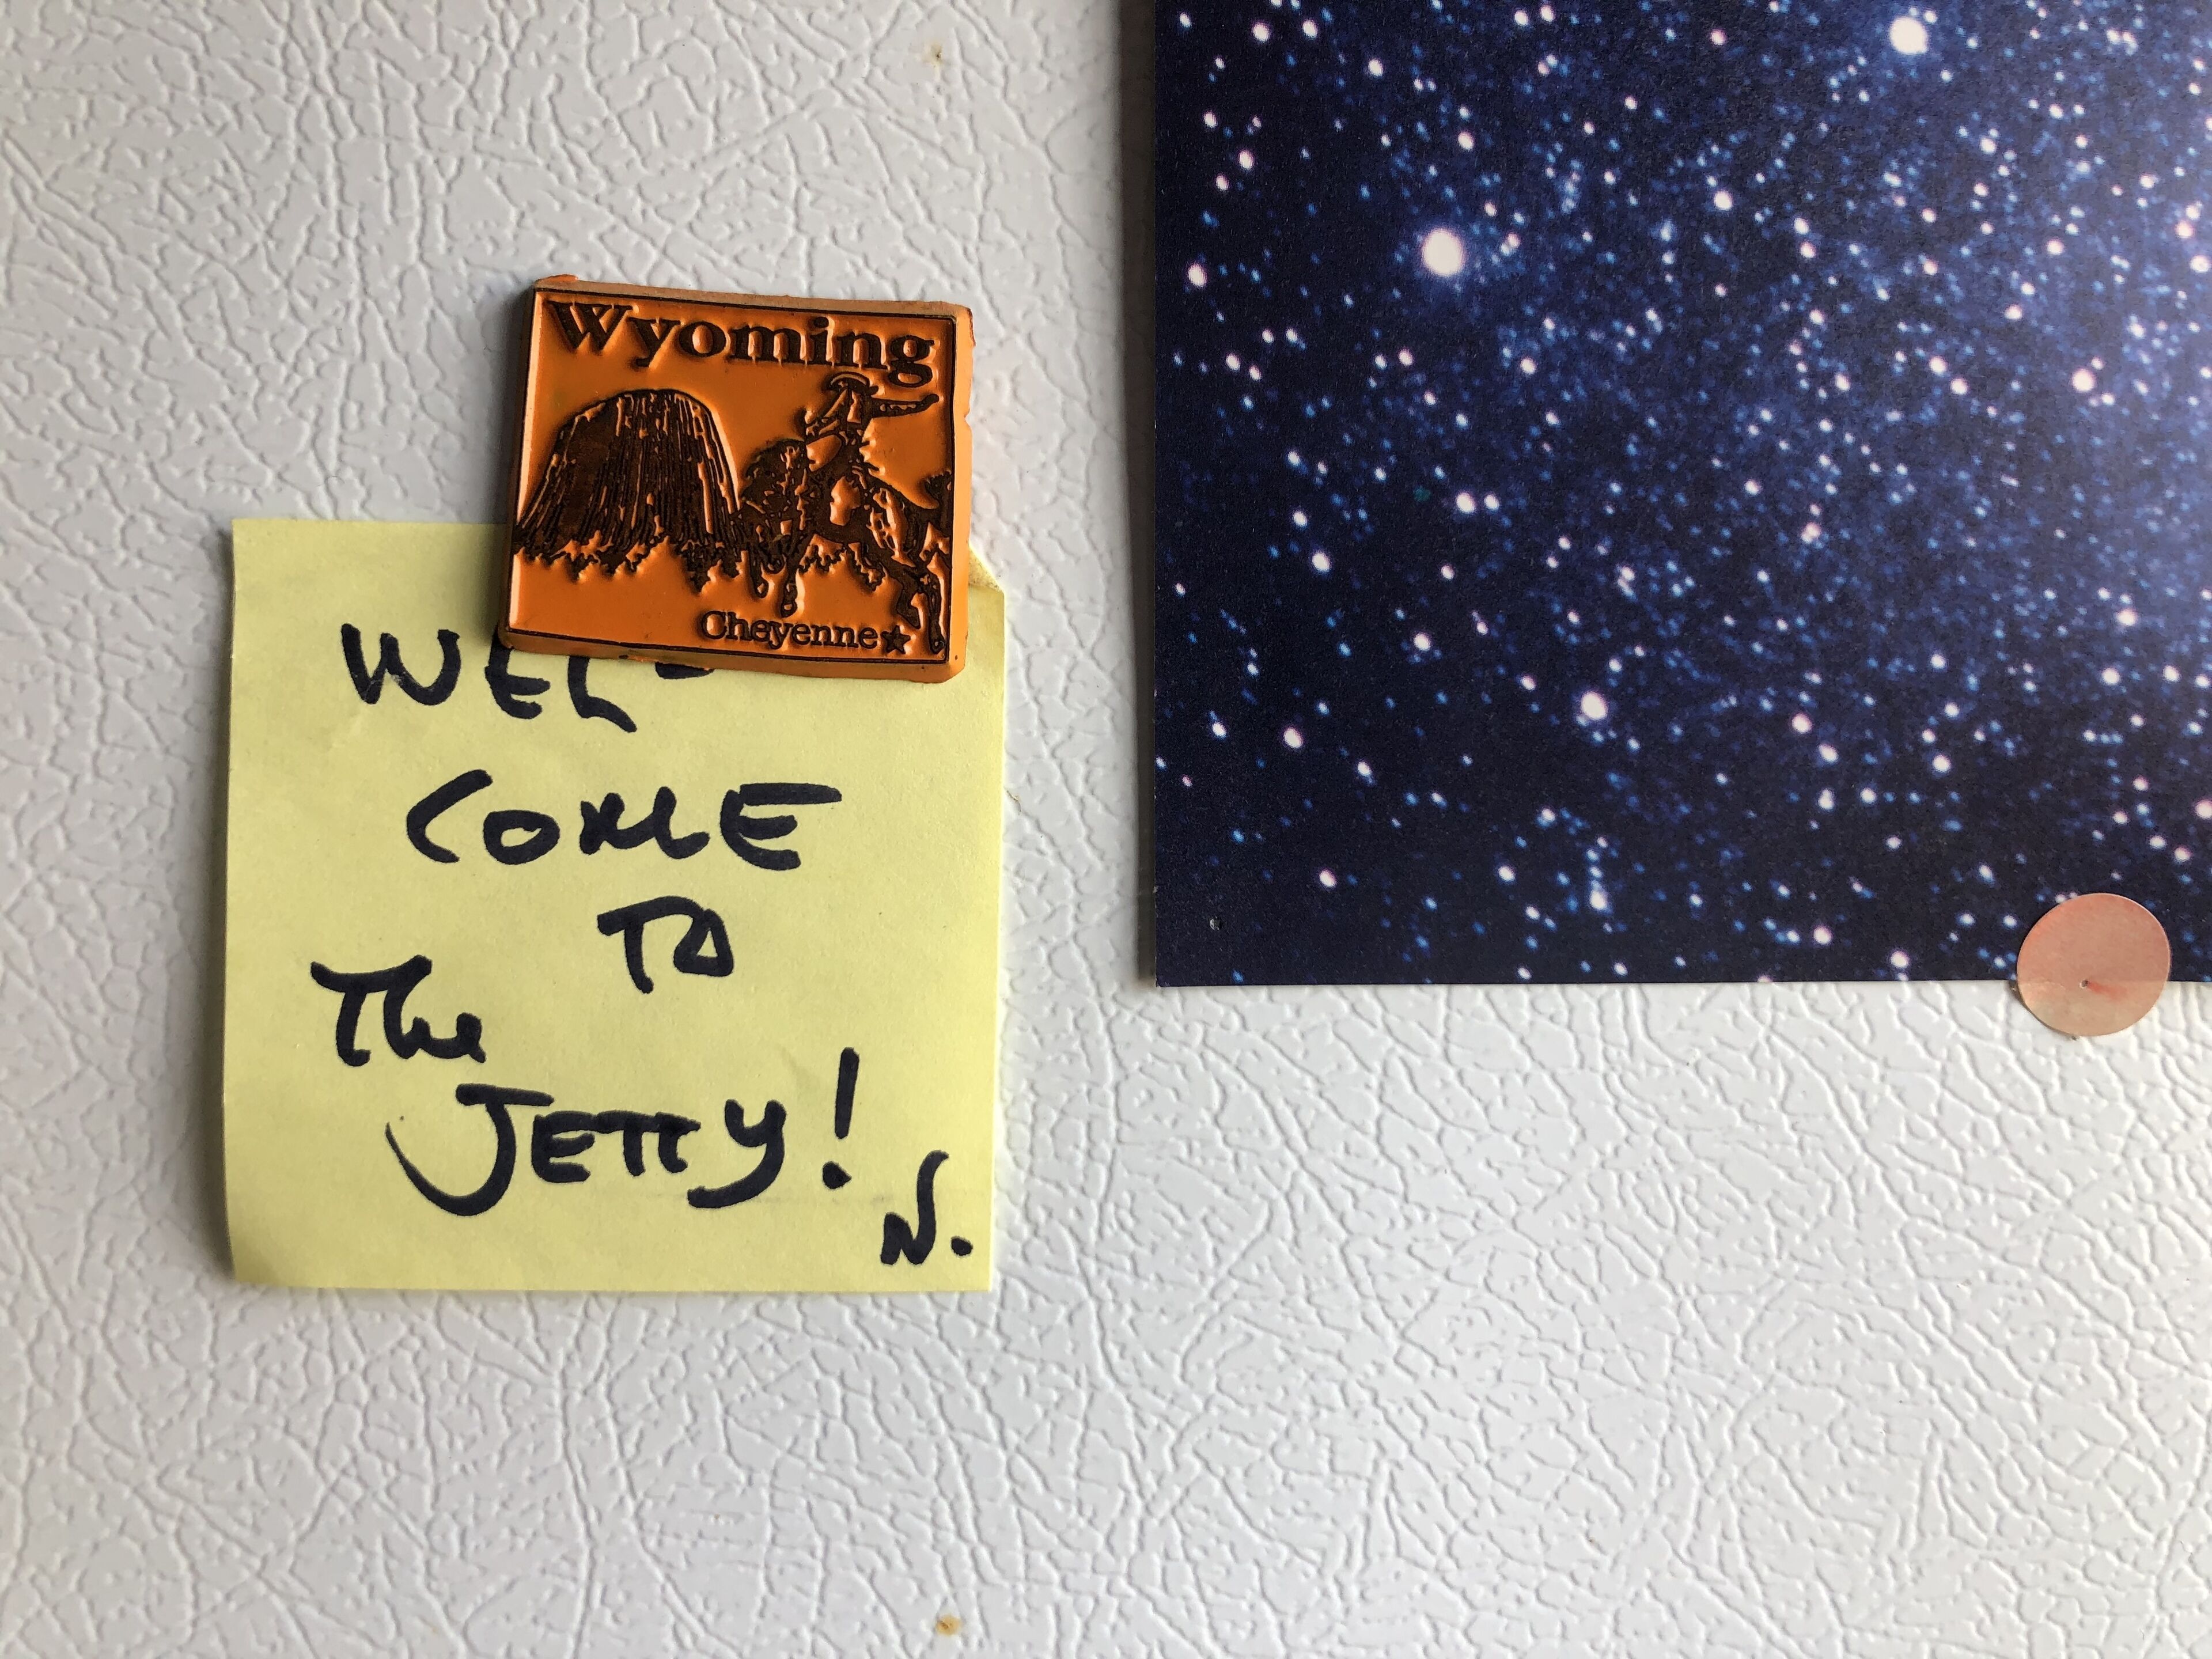 Wyoming
Cheyenne
WEL-
COME
TO
The
JETTY!
N.